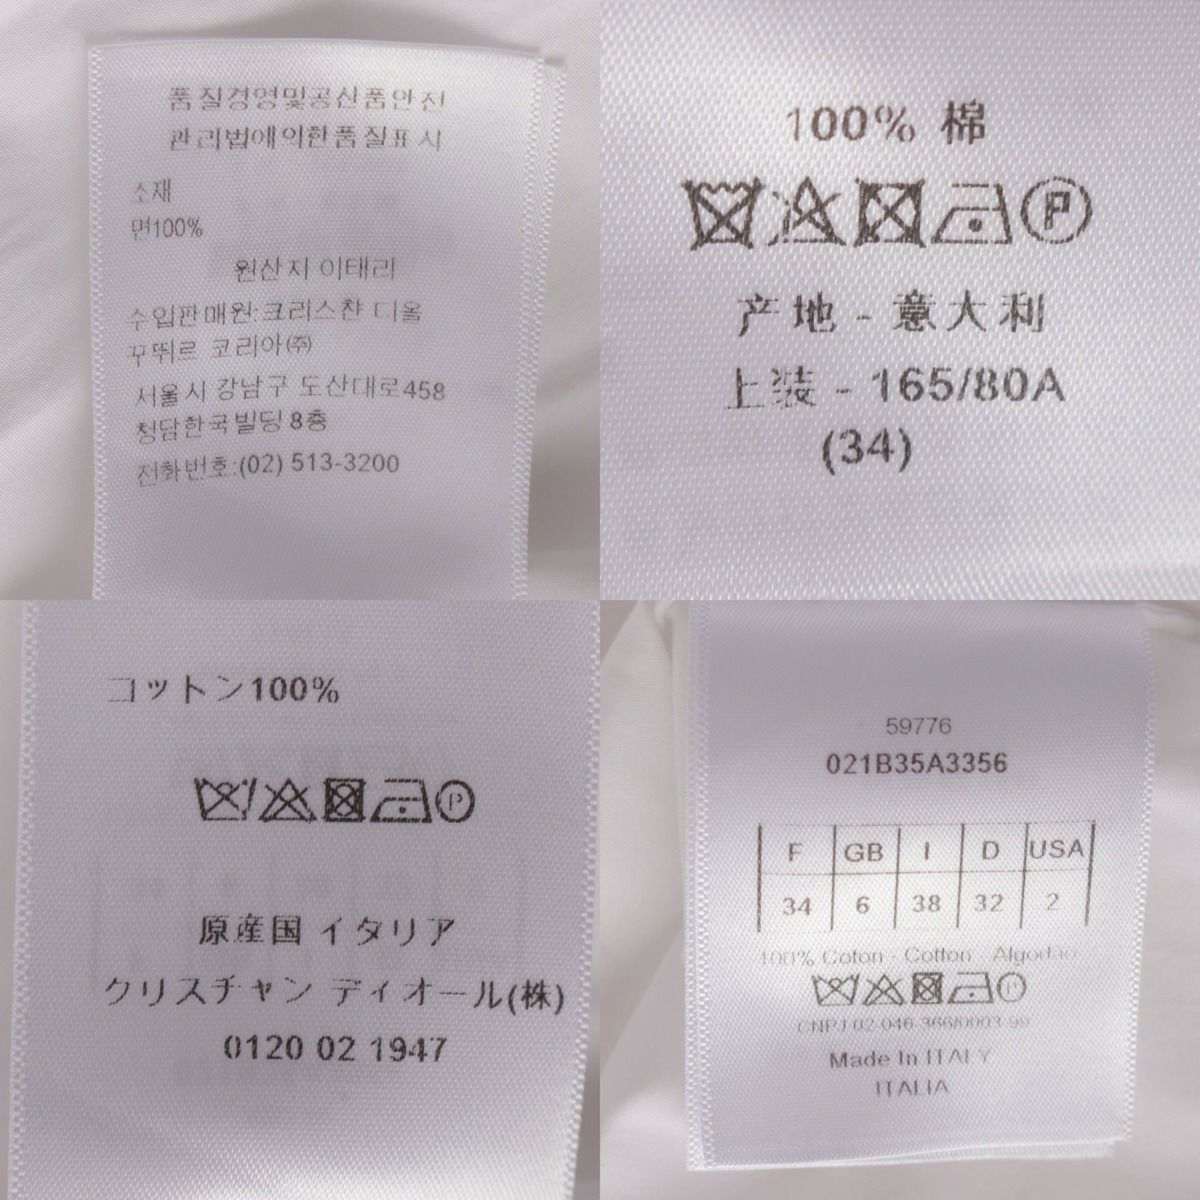 품질경영및공산품안전
관리법에의한품질표시
소재
면100%
원산지 이태리
수입판매원:크리스찬 디올
꾸뛰르 코리아㈜
서울시 강남구 도산대로458
청담한국빌딩 8층
전화번호:(02) 513-3200
100% 棉
P
产地 - 意大利
上装 - 165/80A
(34)
コットン100%
P
原産国 イタリア
クリスチャン ディオール(株)
0120 02 1947
59776
021B35A3356
F GB I D USA
34 6 38 32 2
100% Coton - Cotton - Algodao
P
CNPJ 02-046-366/0003-99
Made In ITALY
ITALIA